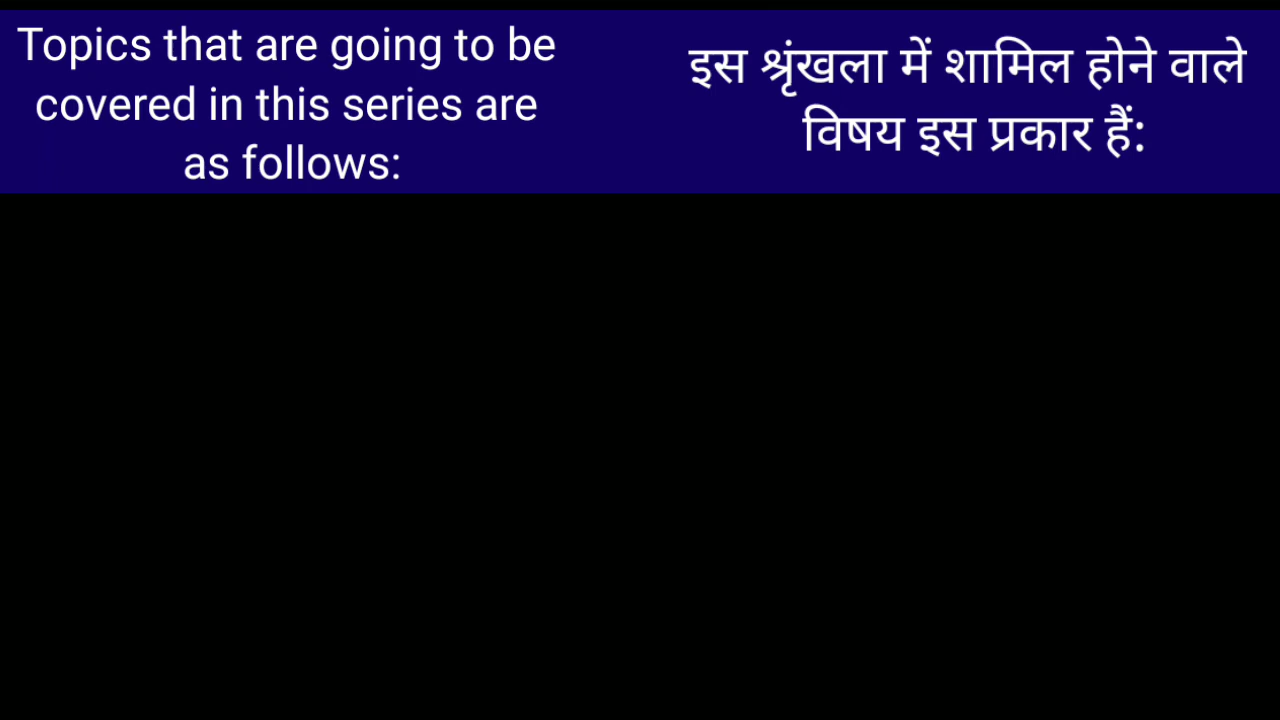 Topics that are going to be
covered in this series are
as follows:
इस श्रृंखला में शामिल होने वाले
विषय इस प्रकार हैं: